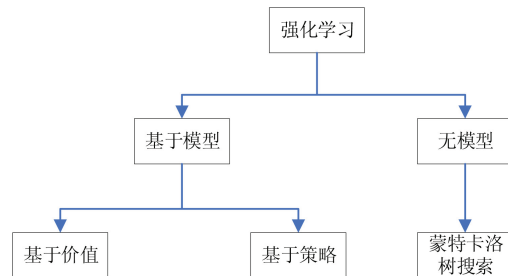 强化学习
基于模型
无模型
基于价值
基于策略
蒙特卡洛
树搜索